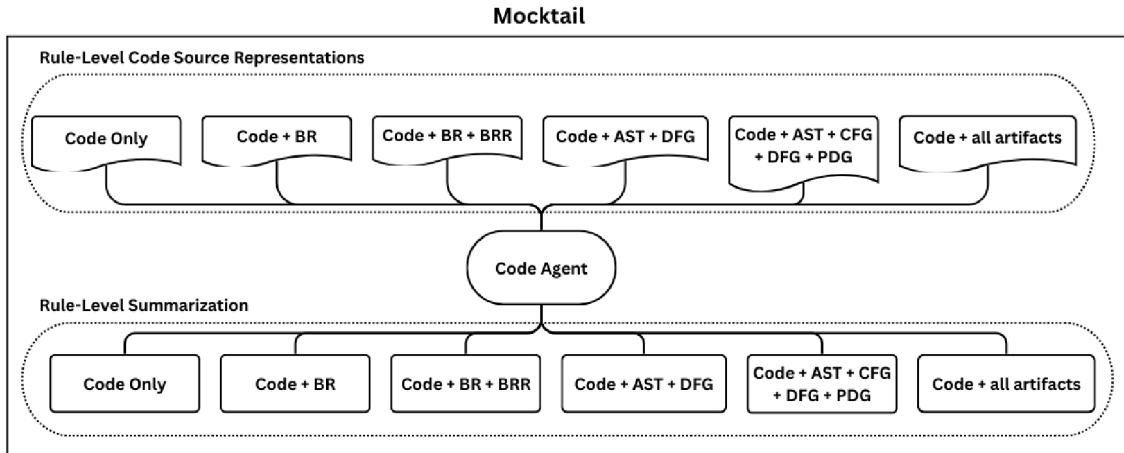 Mocktail
Rule-Level Code Source Representations
Code Only
Code + BR
Code + BR + BRR
Code + AST + DFG
Code + AST + CFG
+ DFG + PDG
Code + all artifacts
Code Agent
Rule-Level Summarization
Code Only
Code + BR
Code + BR + BRR
Code + AST + DFG
Code + AST + CFG
+ DFG + PDG
Code + all artifacts